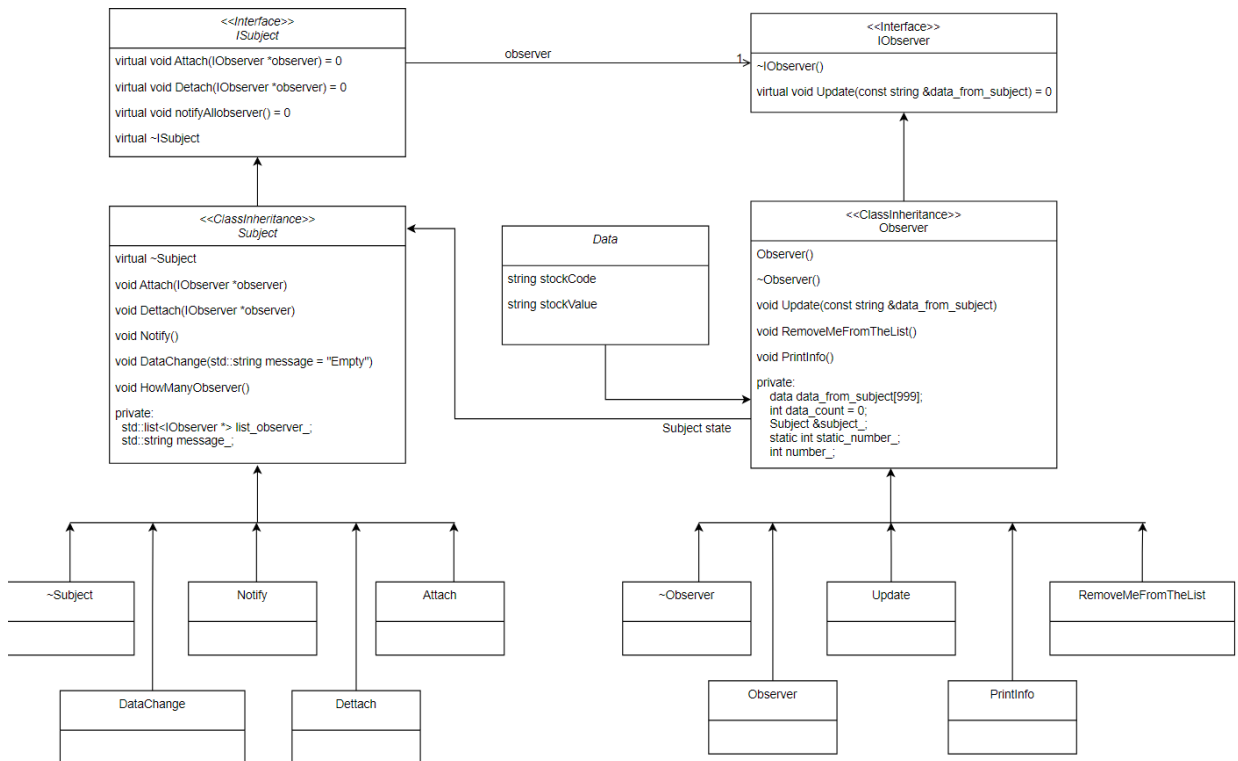 <<Interface>>
ISubject
virtual void Attach(IObserver *observer) = 0
virtual void Detach(IObserver *observer) = 0
virtual void notifyAllobserver() = 0
virtual ~ISubject
observer
1
<<Interface>>
IObserver
~IObserver()
virtual void Update(const string &data_from_subject) = 0
<<ClassInheritance>>
Subject
virtual ~Subject
void Attach(IObserver *observer)
void Dettach(IObserver *observer)
void Notify()
void DataChange(std::string message = "Empty")
void HowManyObserver()
private:
std::list<IObserver *> list_observer_;
std::string message_;
Data
string stockCode
string stockValue
<<ClassInheritance>>
Observer
Observer()
~Observer()
void Update(const string &data_from_subject)
void RemoveMeFromTheList()
void PrintInfo()
private:
data data_from_subject[999];
int data_count = 0;
Subject &subject_;
static int static_number_;
int number_;
Subject state
~Subject
Notify
Attach
~Observer
Update
RemoveMeFromTheList
DataChange
Dettach
Observer
PrintInfo